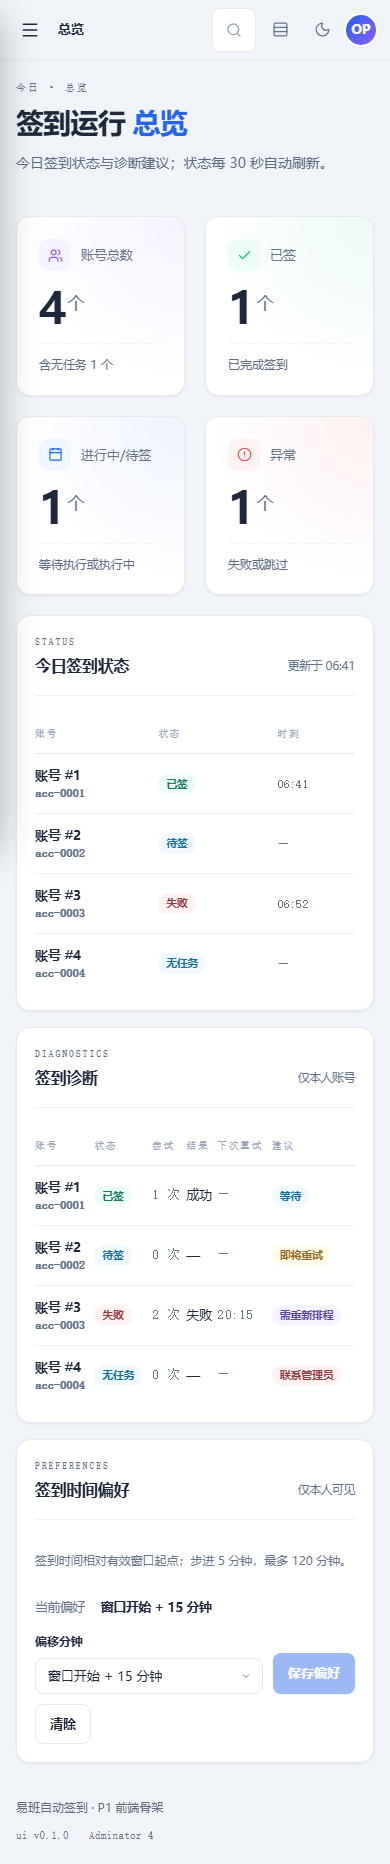 总览
OP
今日 • 总览
签到运行 总览
今日签到状态与诊断建议；状态每 30 秒自动刷新。
账号总数
4个
含无任务 1 个
已签
1个
已完成签到
进行中/待签
1个
等待执行或执行中
异常
1个
失败或跳过
STATUS
今日签到状态 更新于 06:41
账号 状态 时刻
账号 #1
acc-0001 已签 06:41
账号 #2
acc-0002 待签 —
账号 #3
acc-0003 失败 06:52
账号 #4
acc-0004 无任务 —
DIAGNOSTICS
签到诊断 仅本人账号
账号 状态 尝试 结果 下次重试 建议
账号 #1
acc-0001 已签 1 次 成功 — 等待
账号 #2
acc-0002 待签 0 次 — — 即将重试
账号 #3
acc-0003 失败 2 次 失败 20:15 需重新排程
账号 #4
acc-0004 无任务 0 次 — — 联系管理员
PREFERENCES
签到时间偏好 仅本人可见
签到时间相对有效窗口起点；步进 5 分钟，最多 120 分钟。
当前偏好 窗口开始 + 15 分钟
偏移分钟
窗口开始 + 15 分钟 保存偏好
清除
易班自动签到 · P1 前端骨架
ui v0.1.0 Adminator 4